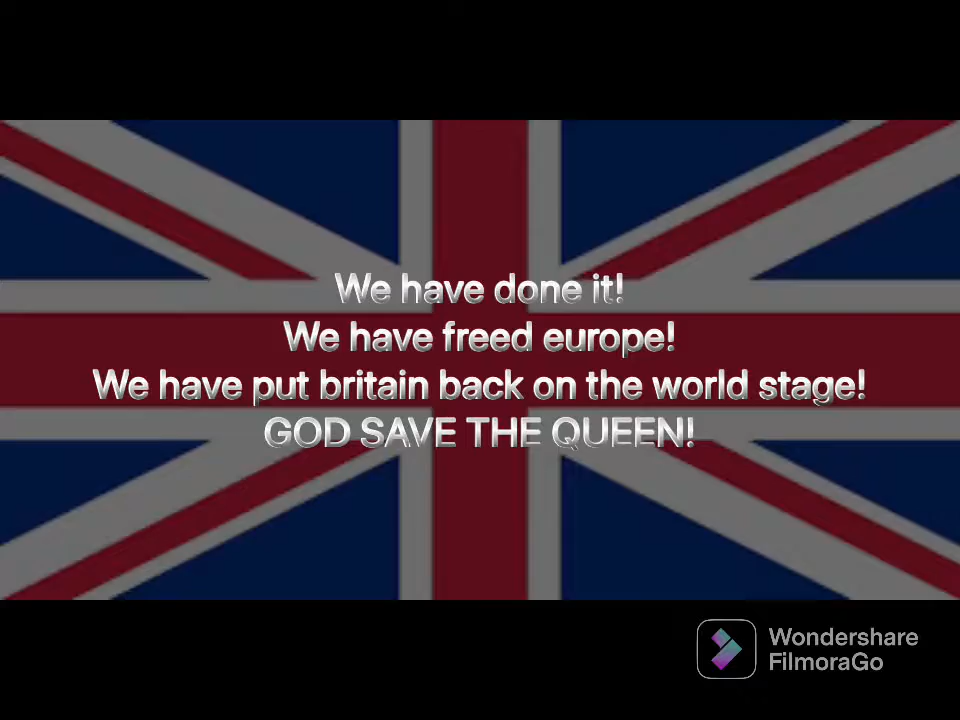 We have done it!
We have freed europe!
We have put britain back on the world stage!
GOD SAVE THE QUEEN!
Wondershare
FilmoraGo